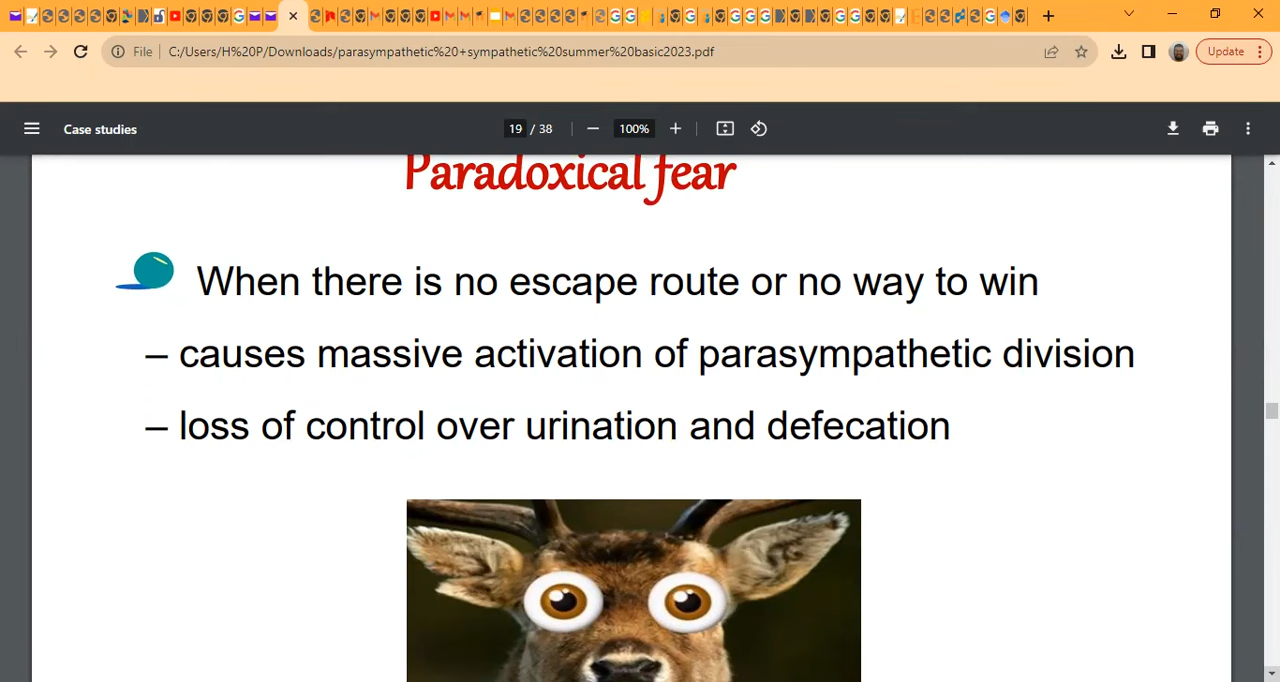 File
C:/Users/H%20P/Downloads/parasympathetic%20+sympathetic%20summer%20basic2023.pdf
Update
Case studies
19 / 38
100%
Paradoxical fear
When there is no escape route or no way to win
– causes massive activation of parasympathetic division
– loss of control over urination and defecation